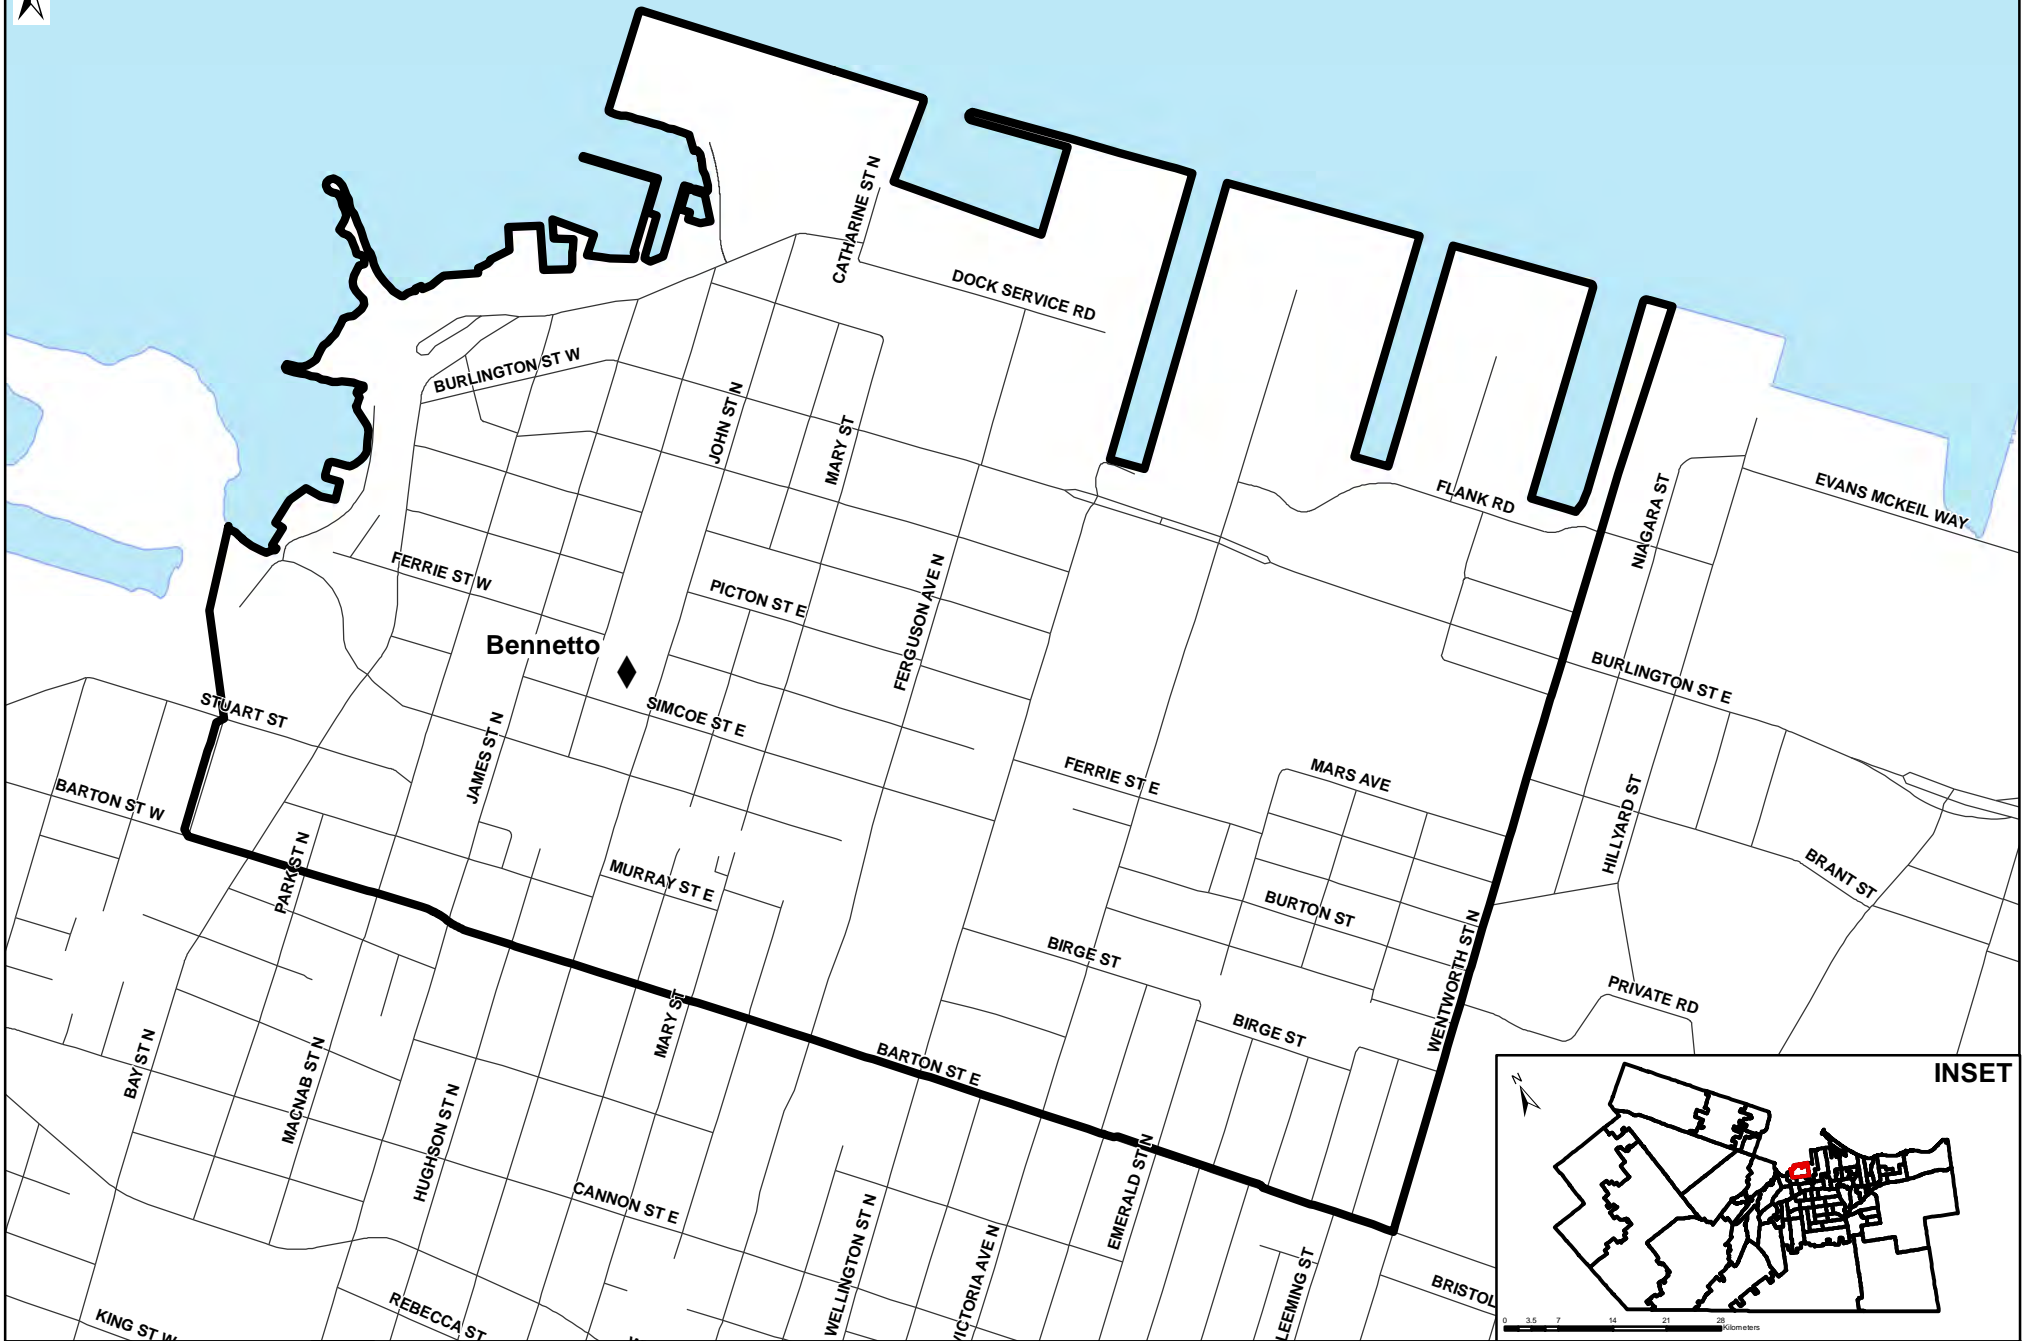 CATHARINE ST N
DOCK SERVICE RD
BURLINGTON ST W
JOHN ST N
MARY ST
FLANK RD
NIAGARA ST
EVANS MCKEIL WAY
FERRIE ST W
PICTON ST E
FERGUSON AVE N
Bennetto
BURLINGTON ST E
STUART ST
SIMCOE ST E
JAMES ST N
FERRIE ST E
MARS AVE
BARTON ST W
HILLYARD ST
PARK ST N
MURRAY ST E
BURTON ST
BRANT ST
BIRGE ST
WENTWORTH ST N
PRIVATE RD
MARY ST
BIRGE ST
BAY ST N
MACNAB ST N
BARTON ST E
HUGHSON ST N
EMERALD ST N
CANNON ST E
WELLINGTON ST N
VICTORIA AVE N
LEEMING ST
BRISTOL
REBECCA ST
KING ST W
INSET
N
0 3.5 7 14 21 28
Kilometers